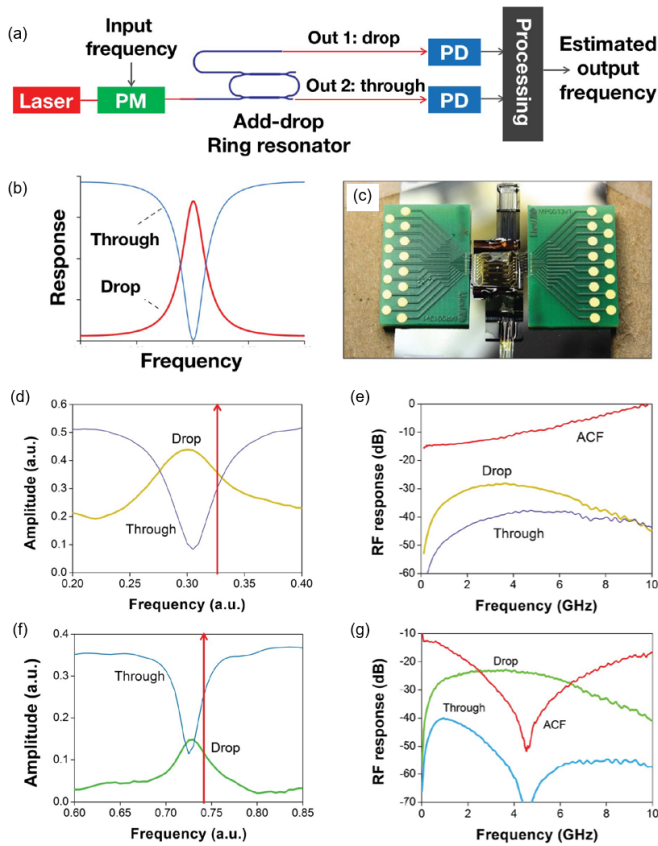 (a)
Input
frequency
Laser
PM
Out 1: drop
Out 2: through
Add-drop
Ring resonator
PD
PD
Processing
Estimated
output
frequency
(b)
Response
Through
Drop
Frequency
(c)
(d)
Amplitude (a.u.)
0.6
0.5
0.4
0.3
0.2
0.1
0.0
Drop
Through
0.20
0.30
0.40
Frequency (a.u.)
(e)
RF response (dB)
0
-10
-20
-30
-40
-50
-60
ACF
Drop
Through
0
2
4
6
8
10
Frequency (GHz)
(f)
Amplitude (a.u.)
0.4
0.3
0.2
0.1
0.0
Through
Drop
0.60
0.65
0.70
0.75
0.80
0.85
Frequency (a.u.)
(g)
RF response (dB)
-10
-20
-30
-40
-50
-60
-70
Drop
Through
ACF
0
2
4
6
8
10
Frequency (GHz)